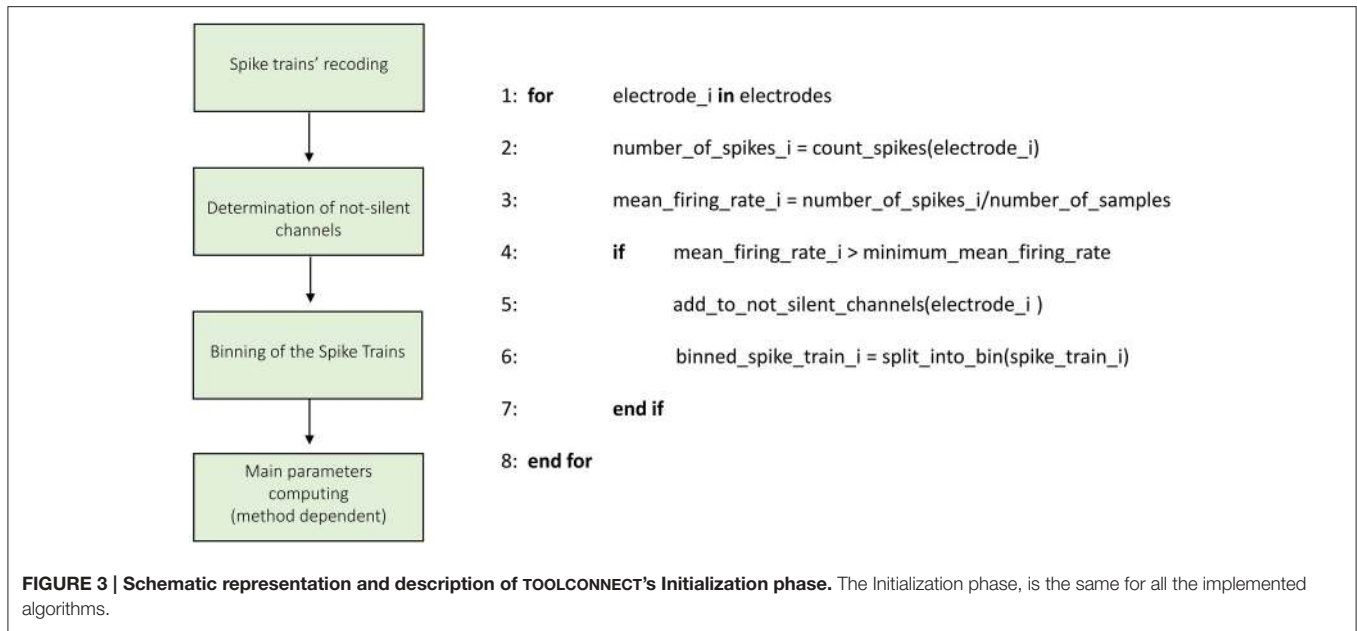 Spike trains' recoding
Determination of not-silent
channels
Binning of the Spike Trains
Main parameters
computing
(method dependent)
1: for electrode_i in electrodes
2: number_of_spikes_i = count_spikes(electrode_i)
3: mean_firing_rate_i = number_of_spikes_i/number_of_samples
4: if mean_firing_rate_i > minimum_mean_firing_rate
5: add_to_not_silent_channels(electrode_i )
6: binned_spike_train_i = split_into_bin(spike_train_i)
7: end if
8: end for
FIGURE 3 | Schematic representation and description of TOOLCONNECT's Initialization phase. The Initialization phase, is the same for all the implemented
algorithms.